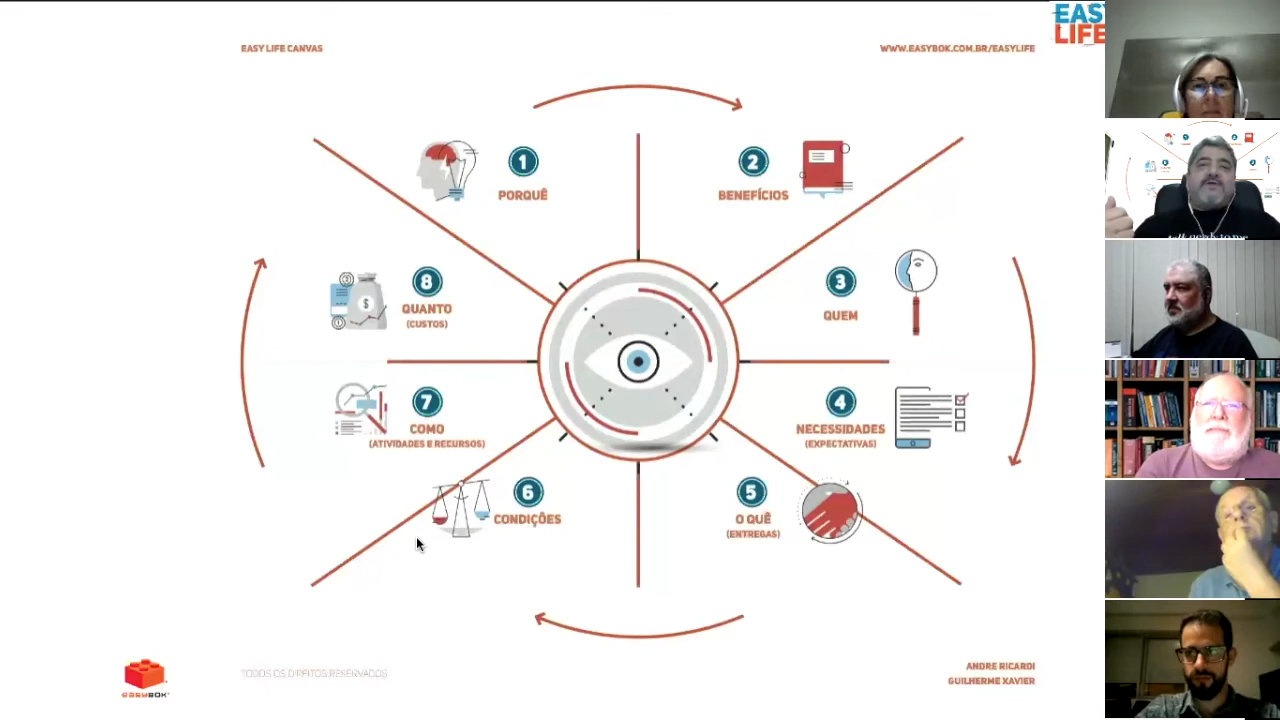 EASY LIFE CANVAS
WWW.EASYBOK.COM.BR/EASYLIFE
EASY
LIFE
1
PORQUÊ
2
BENEFÍCIOS
8
QUANTO
(CUSTOS)
3
QUEM
7
COMO
(ATIVIDADES E RECURSOS)
4
NECESSIDADES
(EXPECTATIVAS)
6
CONDIÇÕES
5
O QUÊ
(ENTREGAS)
EASYBOK
TODOS OS DIREITOS RESERVADOS
ANDRE RICARDI
GUILHERME XAVIER